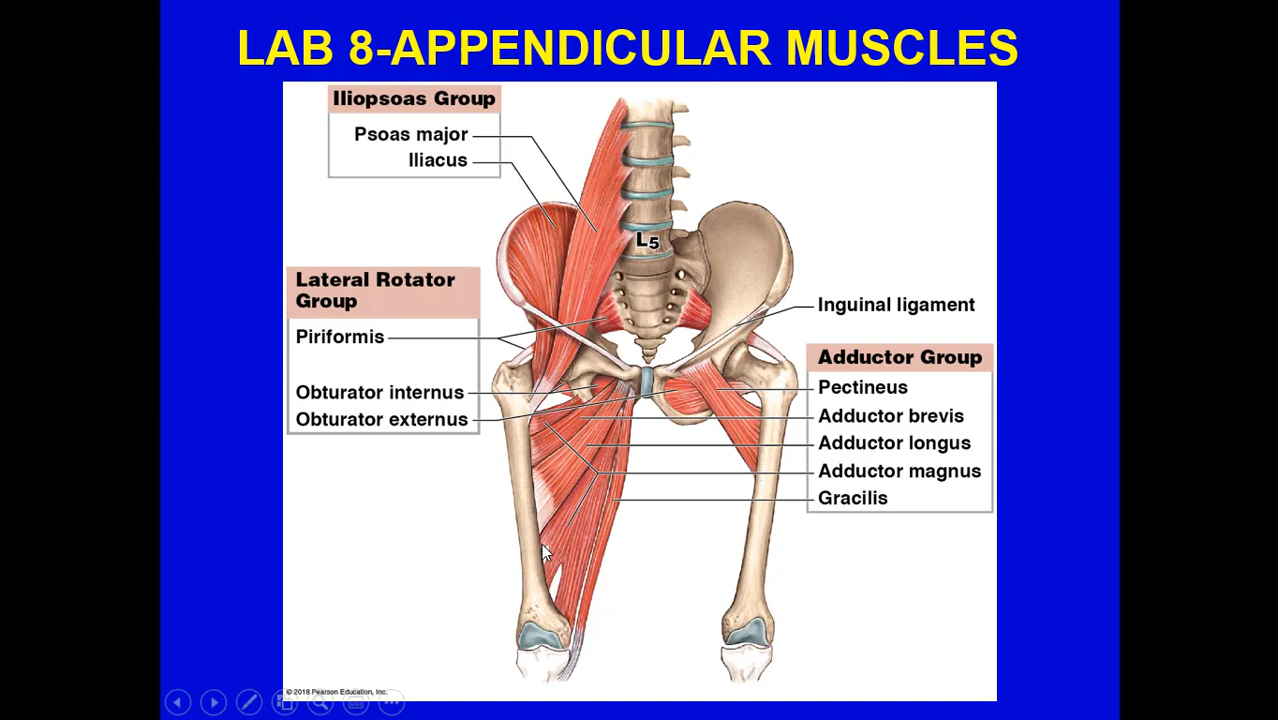 LAB 8-APPENDICULAR MUSCLES
Iliopsoas Group
Psoas major
Iliacus
L5
Lateral Rotator
Group
Piriformis
Obturator internus
Obturator externus
Inguinal ligament
Adductor Group
Pectineus
Adductor brevis
Adductor longus
Adductor magnus
Gracilis
© 2018 Pearson Education, Inc.